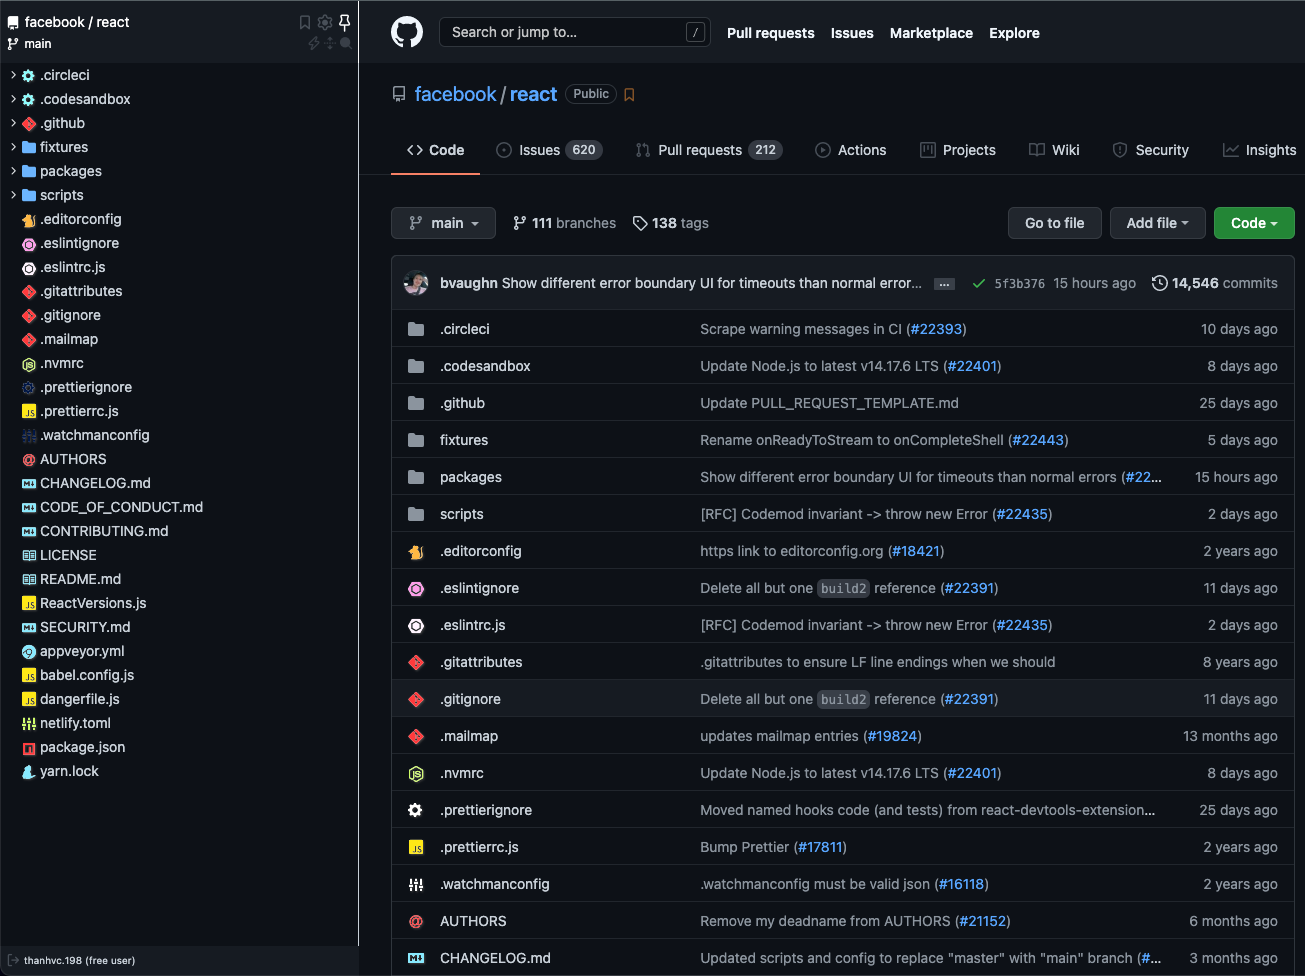 facebook / react
main
.circleci
.codesandbox
.github
fixtures
packages
scripts
.editorconfig
.eslintignore
.eslintrc.js
.gitattributes
.gitignore
.mailmap
.nvmrc
.prettierignore
.prettierrc.js
.watchmanconfig
AUTHORS
CHANGELOG.md
CODE_OF_CONDUCT.md
CONTRIBUTING.md
LICENSE
README.md
ReactVersions.js
SECURITY.md
appveyor.yml
babel.config.js
dangerfile.js
netlify.toml
package.json
yarn.lock
thanhvc.198 (free user)
Search or jump to... / Pull requests Issues Marketplace Explore
facebook / react Public
Code Issues 620 Pull requests 212 Actions Projects Wiki Security Insights
main 111 branches 138 tags Go to file Add file Code
bvaughn Show different error boundary UI for timeouts than normal error... ... 5f3b376 15 hours ago 14,546 commits
.circleci Scrape warning messages in CI (#22393) 10 days ago
.codesandbox Update Node.js to latest v14.17.6 LTS (#22401) 8 days ago
.github Update PULL_REQUEST_TEMPLATE.md 25 days ago
fixtures Rename onReadyToStream to onCompleteShell (#22443) 5 days ago
packages Show different error boundary UI for timeouts than normal errors (#22... 15 hours ago
scripts [RFC] Codemod invariant -> throw new Error (#22435) 2 days ago
.editorconfig https link to editorconfig.org (#18421) 2 years ago
.eslintignore Delete all but one build2 reference (#22391) 11 days ago
.eslintrc.js [RFC] Codemod invariant -> throw new Error (#22435) 2 days ago
.gitattributes .gitattributes to ensure LF line endings when we should 8 years ago
.gitignore Delete all but one build2 reference (#22391) 11 days ago
.mailmap updates mailmap entries (#19824) 13 months ago
.nvmrc Update Node.js to latest v14.17.6 LTS (#22401) 8 days ago
.prettierignore Moved named hooks code (and tests) from react-devtools-extension... 25 days ago
.prettierrc.js Bump Prettier (#17811) 2 years ago
.watchmanconfig .watchmanconfig must be valid json (#16118) 2 years ago
AUTHORS Remove my deadname from AUTHORS (#21152) 6 months ago
CHANGELOG.md Updated scripts and config to replace "master" with "main" branch (#... 3 months ago